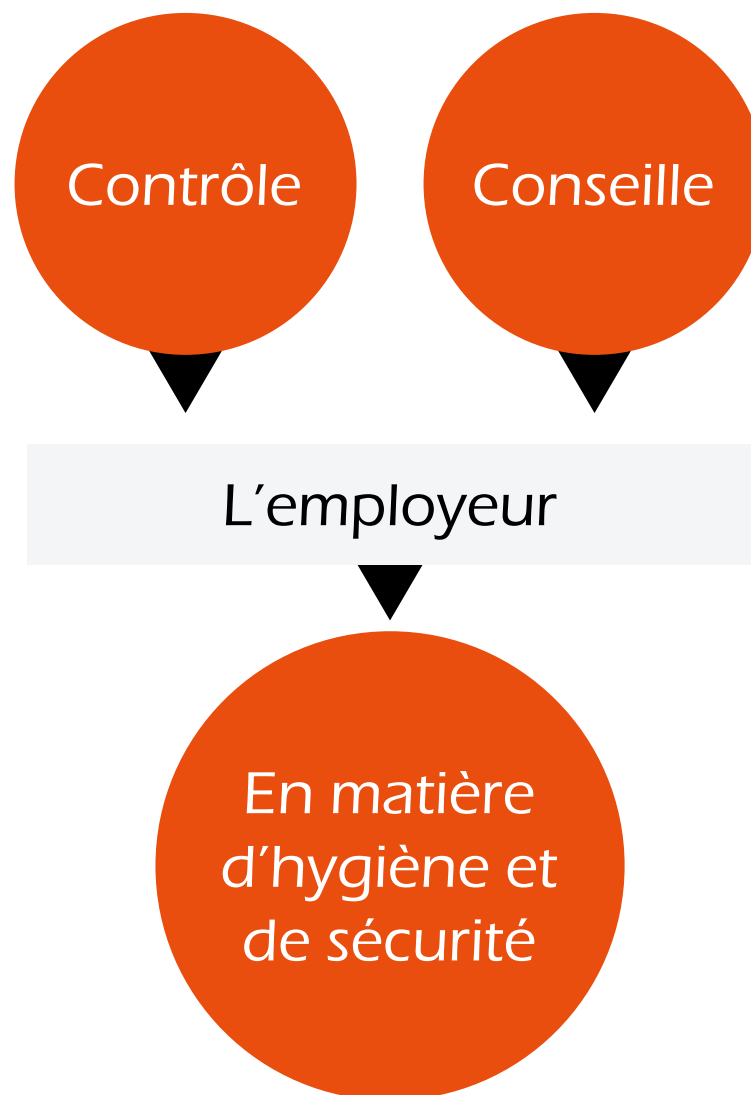 Contrôle
Conseille
L’employeur
En matière
d’hygiène et
de sécurité